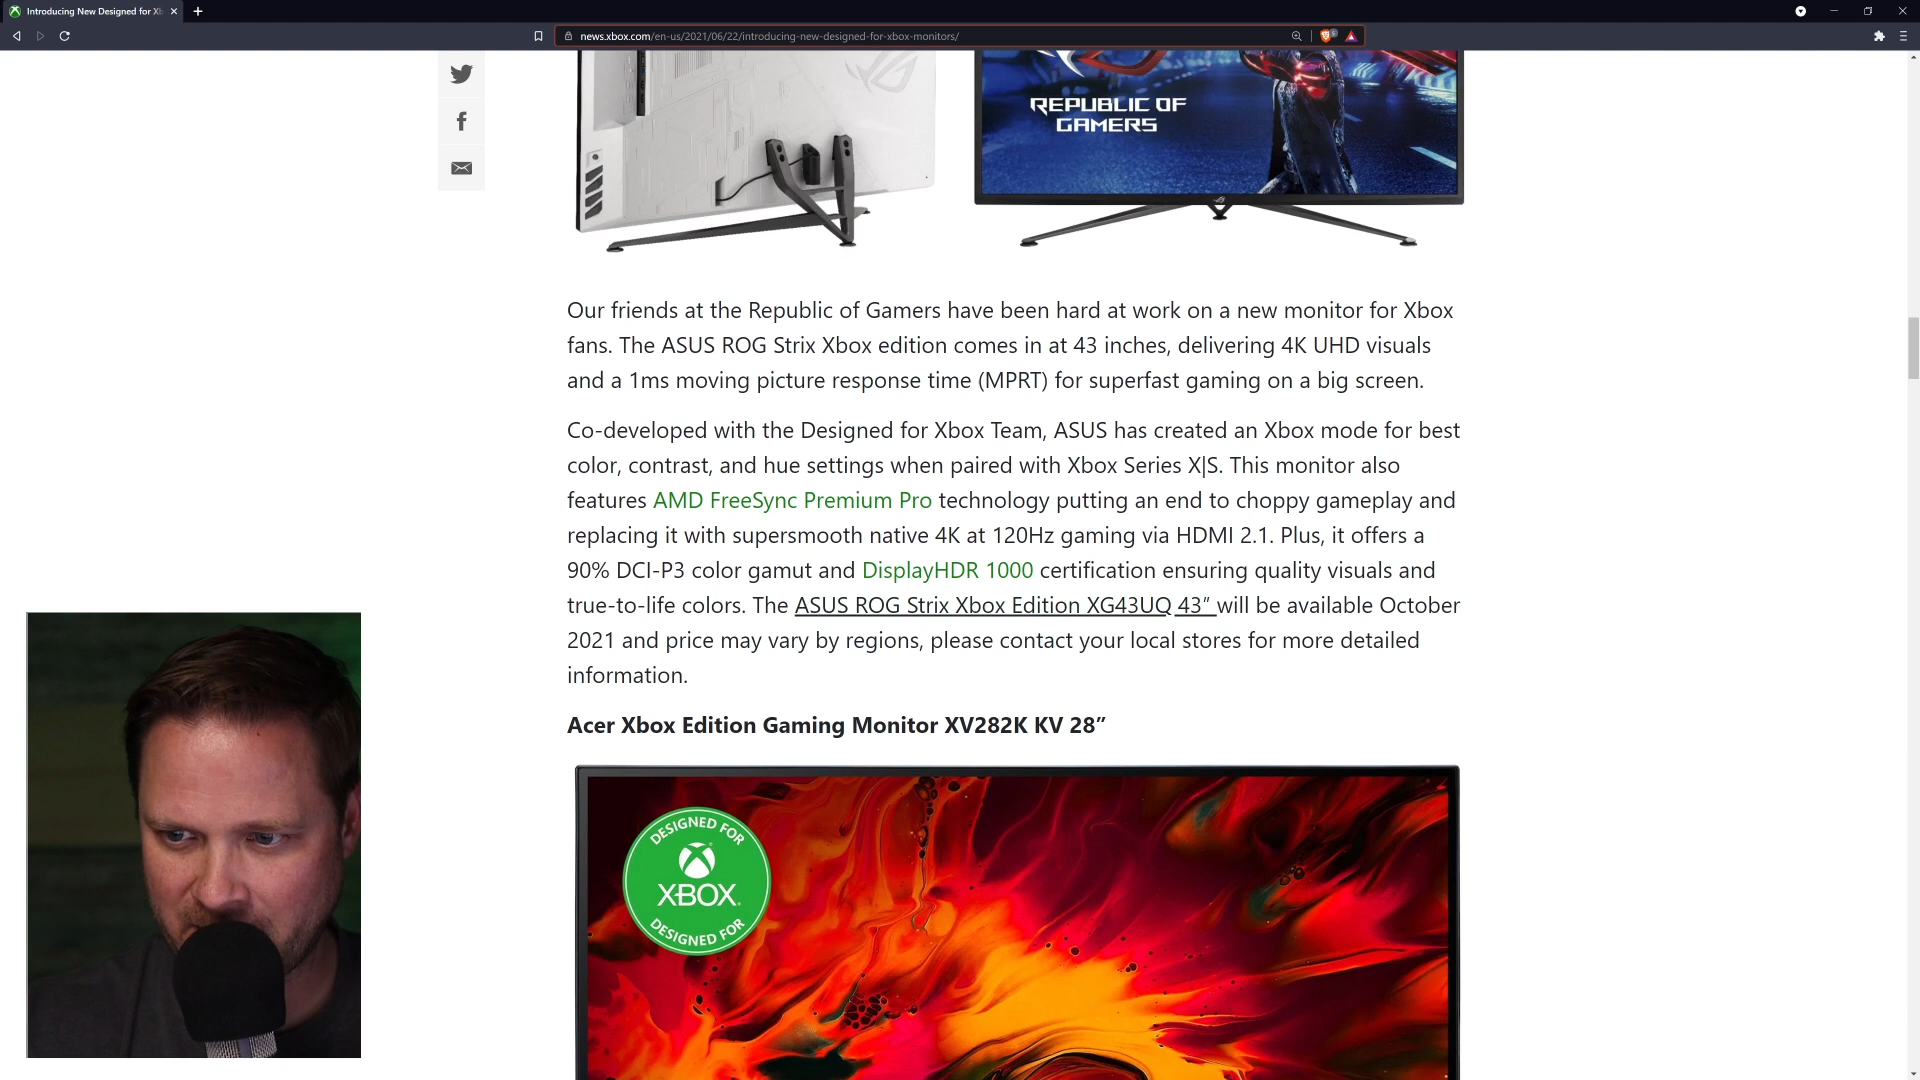 Introducing New Designed for Xb
news.xbox.com/en-us/2021/06/22/introducing-new-designed-for-xbox-monitors/
REPUBLIC OF
GAMERS
Our friends at the Republic of Gamers have been hard at work on a new monitor for Xbox
fans. The ASUS ROG Strix Xbox edition comes in at 43 inches, delivering 4K UHD visuals
and a 1ms moving picture response time (MPRT) for superfast gaming on a big screen.
Co-developed with the Designed for Xbox Team, ASUS has created an Xbox mode for best
color, contrast, and hue settings when paired with Xbox Series X|S. This monitor also
features AMD FreeSync Premium Pro technology putting an end to choppy gameplay and
replacing it with supersmooth native 4K at 120Hz gaming via HDMI 2.1. Plus, it offers a
90% DCI-P3 color gamut and DisplayHDR 1000 certification ensuring quality visuals and
true-to-life colors. The ASUS ROG Strix Xbox Edition XG43UQ 43” will be available October
2021 and price may vary by regions, please contact your local stores for more detailed
information.
Acer Xbox Edition Gaming Monitor XV282K KV 28”
DESIGNED FOR
XBOX
DESIGNED FOR